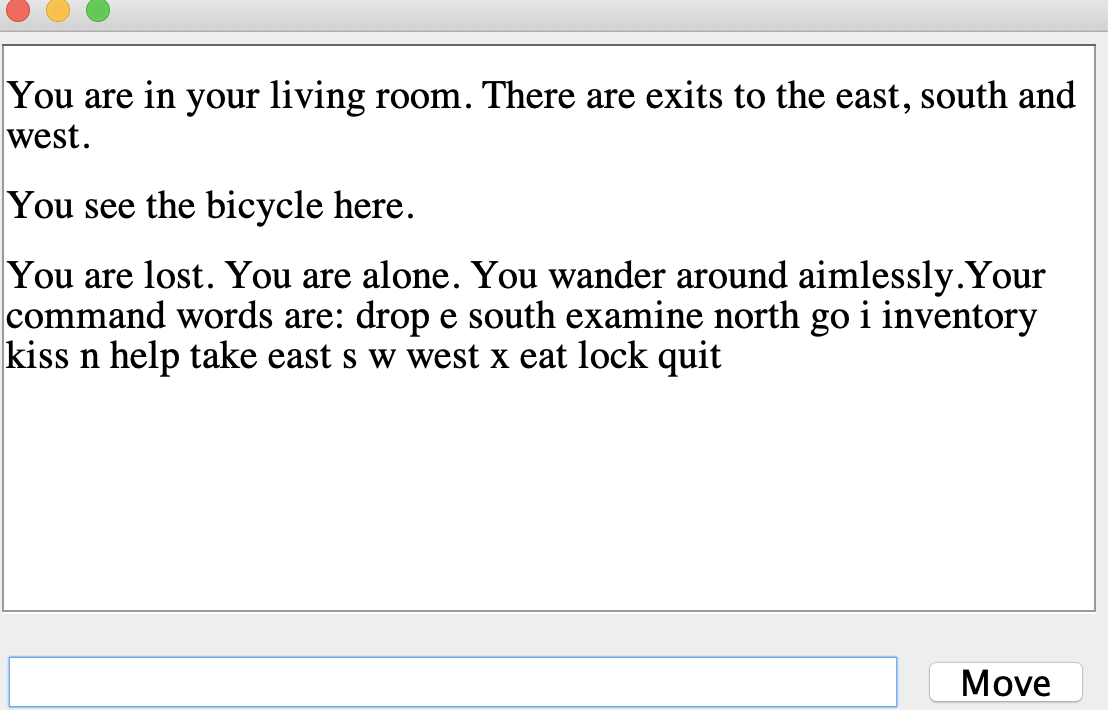 You are in your living room. There are exits to the east, south and
west.
You see the bicycle here.
You are lost. You are alone. You wander around aimlessly.Your
command words are: drop e south examine north go i inventory
kiss n help take east s w west x eat lock quit
Move